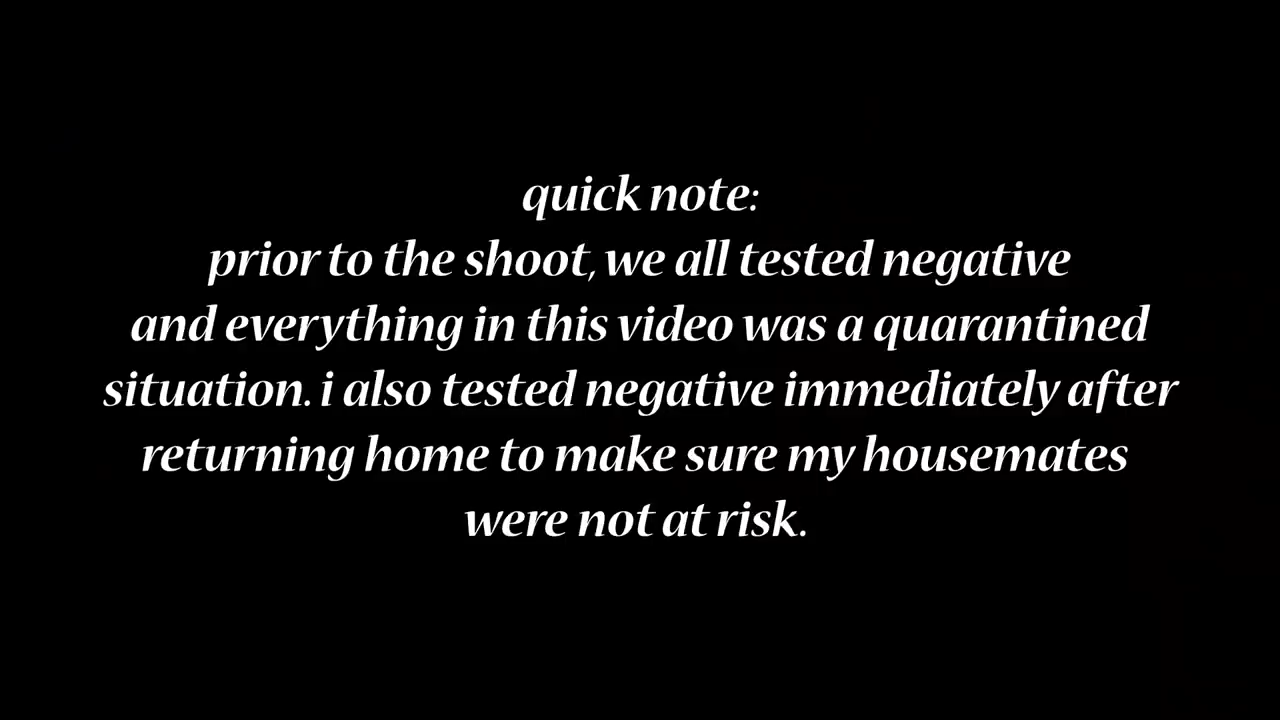 quick note:
prior to the shoot, we all tested negative
and everything in this video was a quarantined
situation. i also tested negative immediately after
returning home to make sure my housemates
were not at risk.